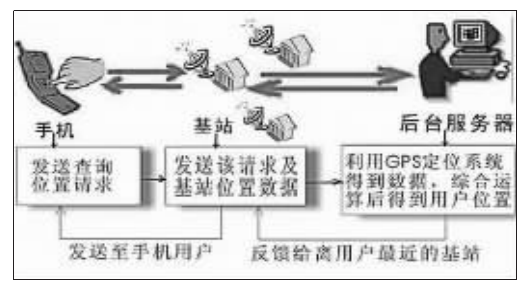 手机
基站
后台服务器
发送查询
位置请求
发送该请求及
基站位置数据
利用GPS定位系统
得到数据，综合运
算后得到用户位置
发送至手机用户
反馈给离用户最近的基站